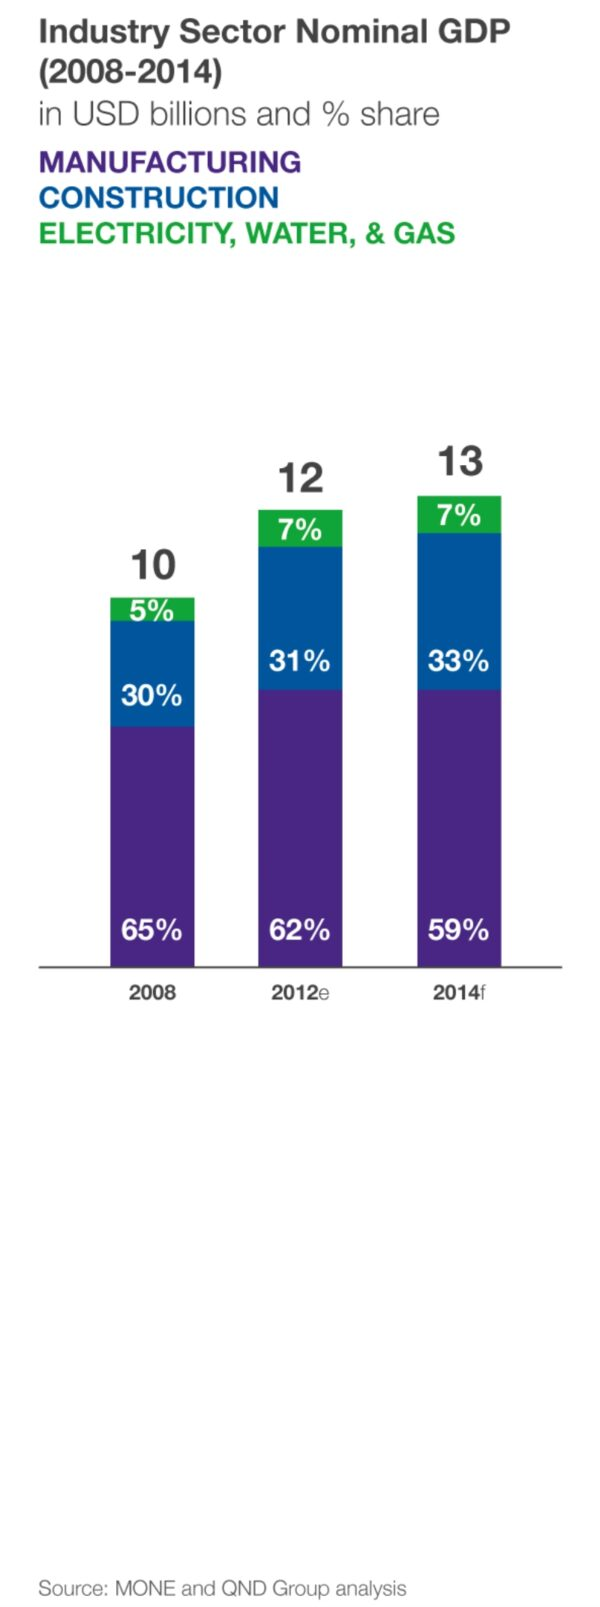 Industry Sector Nominal GDP
(2008-2014)
in USD billions and % share
MANUFACTURING
CONSTRUCTION
ELECTRICITY, WATER, & GAS
10
12
13
5%
7%
7%
30%
31%
33%
65%
62%
59%
2008
2012e
2014f
Source: MONE and QND Group analysis